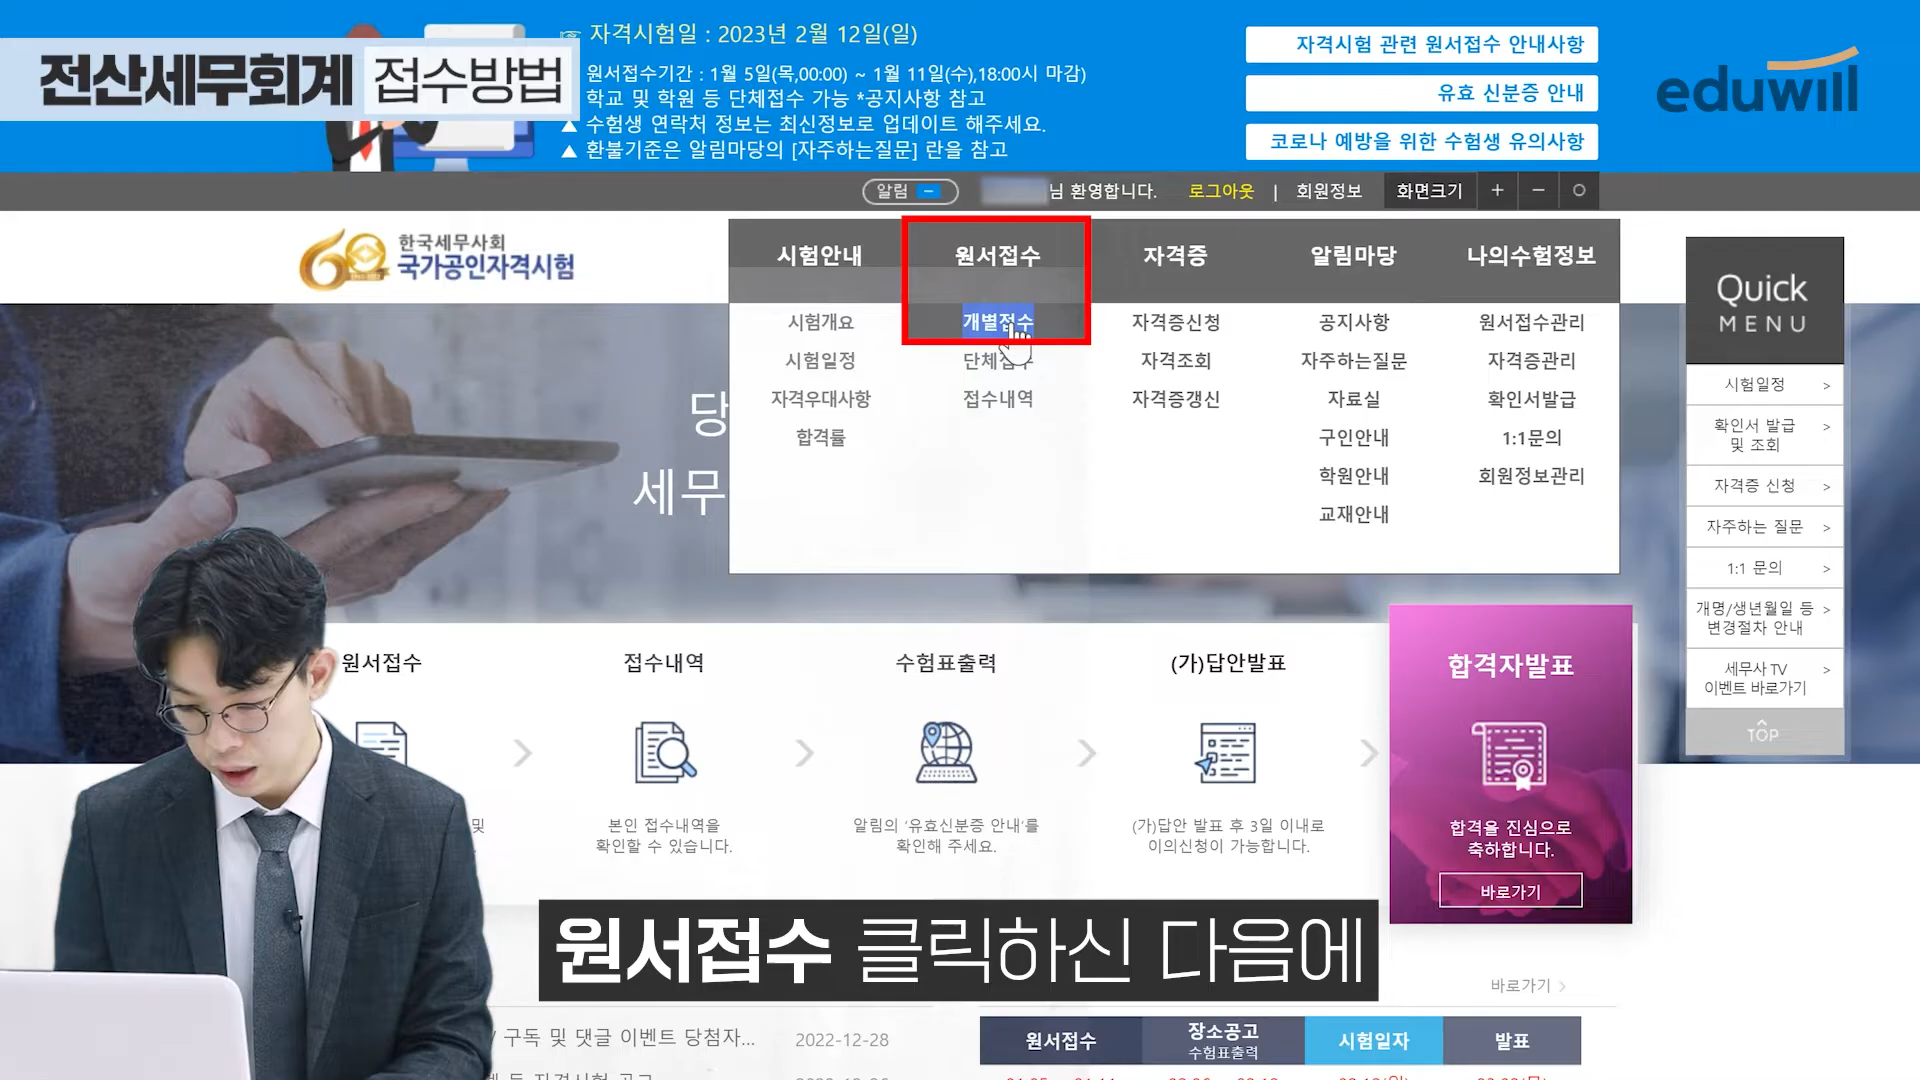 전산세무회계 접수방법
☞ 자격시험일 : 2023년 2월 12일(일)
원서접수기간 : 1월 5일(목,00:00) ~ 1월 11일(수),18:00시 마감)
학교 및 학원 등 단체접수 가능 *공지사항 참고
▲ 수험생 연락처 정보는 최신정보로 업데이트 해주세요.
▲ 환불기준은 알림마당의 [자주하는질문] 란을 참고
자격시험 관련 원서접수 안내사항
유효 신분증 안내
코로나 예방을 위한 수험생 유의사항
eduwill
알림 −
님 환영합니다. 로그아웃 | 회원정보 화면크기 + − ○
한국세무사회
국가공인자격시험
시험안내 원서접수 자격증 알림마당 나의수험정보
시험개요 개별접수 자격증신청 공지사항 원서접수관리
시험일정 단체접수 자격조회 자주하는질문 자격증관리
자격우대사항 접수내역 자격증갱신 자료실 확인서발급
합격률 구인안내 1:1문의
학원안내 회원정보관리
교재안내
당
세무
Quick
MENU
시험일정 >
확인서 발급 >
및 조회
자격증 신청 >
자주하는 질문 >
1:1 문의 >
개명/생년월일 등 >
변경절차 안내
세무사 TV >
이벤트 바로가기
TOP
원서접수 접수내역 수험표출력 (가)답안발표
및
본인 접수내역을
확인할 수 있습니다.
알림의 '유효신분증 안내'를
확인해 주세요.
(가)답안 발표 후 3일 이내로
이의신청이 가능합니다.
합격자발표
합격을 진심으로
축하합니다.
바로가기
원서접수 클릭하신 다음에
바로가기 >
구독 및 댓글 이벤트 당첨자... 2022-12-28
원서접수 장소공고 시험일자 발표
수험표출력